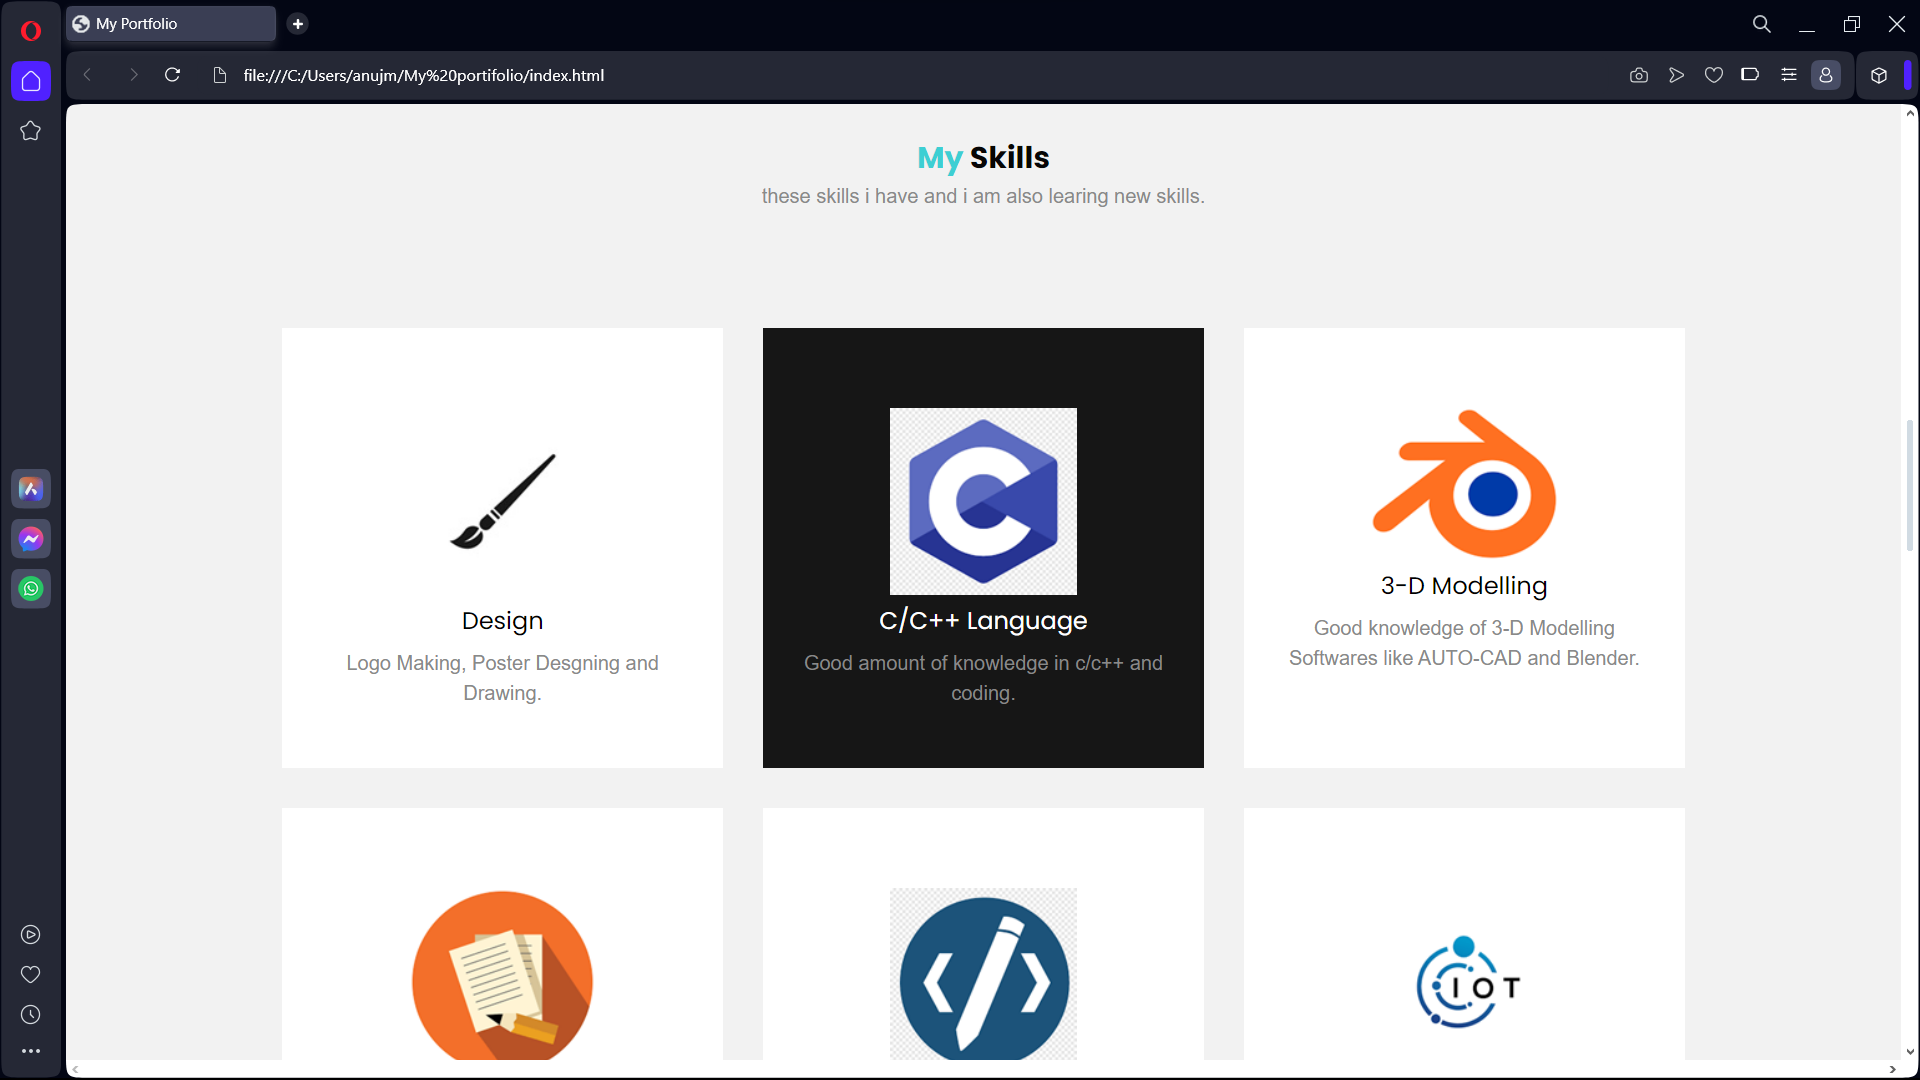 My Portfolio
file:///C:/Users/anujm/My%20portifolio/index.html
My Skills
these skills i have and i am also learing new skills.
Design
Logo Making, Poster Desgning and
Drawing.
C/C++ Language
Good amount of knowledge in c/c++ and
coding.
3-D Modelling
Good knowledge of 3-D Modelling
Softwares like AUTO-CAD and Blender.
IOT